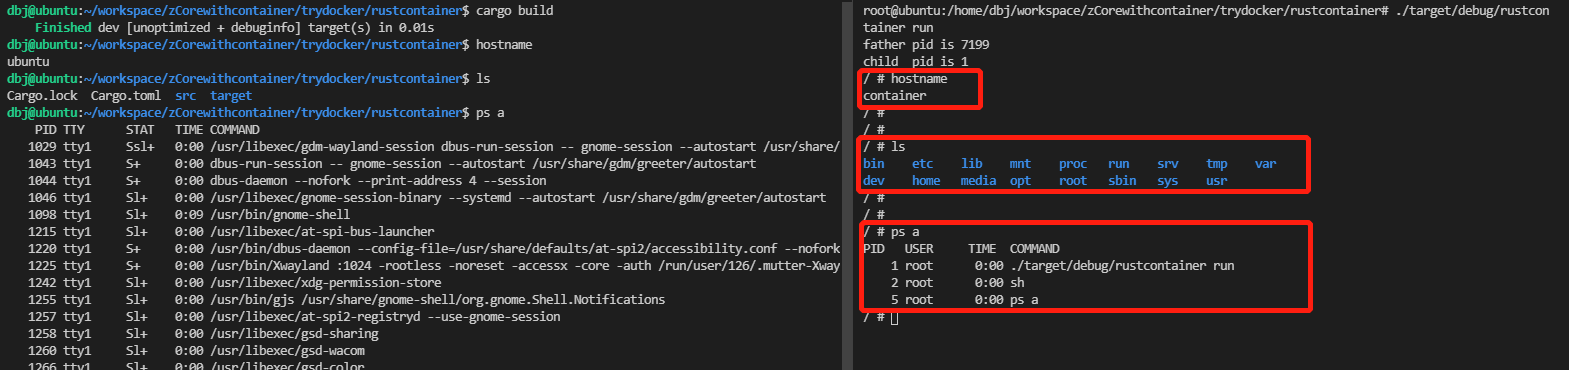 dbj@ubuntu:~/workspace/zCorewithcontainer/trydocker/rustcontainer$ cargo build
    Finished dev [unoptimized + debuginfo] target(s) in 0.01s
dbj@ubuntu:~/workspace/zCorewithcontainer/trydocker/rustcontainer$ hostname
ubuntu
dbj@ubuntu:~/workspace/zCorewithcontainer/trydocker/rustcontainer$ ls
Cargo.lock  Cargo.toml  src  target
dbj@ubuntu:~/workspace/zCorewithcontainer/trydocker/rustcontainer$ ps a
    PID TTY      STAT   TIME COMMAND
   1029 tty1     Ssl+   0:00 /usr/libexec/gdm-wayland-session dbus-run-session -- gnome-session --autostart /usr/share/
   1043 tty1     S+     0:00 dbus-run-session -- gnome-session --autostart /usr/share/gdm/greeter/autostart
   1044 tty1     S+     0:00 dbus-daemon --nofork --print-address 4 --session
   1046 tty1     Sl+    0:00 /usr/libexec/gnome-session-binary --systemd --autostart /usr/share/gdm/greeter/autostart
   1098 tty1     Sl+    0:09 /usr/bin/gnome-shell
   1215 tty1     Sl+    0:00 /usr/libexec/at-spi-bus-launcher
   1220 tty1     S+     0:00 /usr/bin/dbus-daemon --config-file=/usr/share/defaults/at-spi2/accessibility.conf --nofork
   1225 tty1     S+     0:00 /usr/bin/Xwayland :1024 -rootless -noreset -accessx -core -auth /run/user/126/.mutter-Xway
   1242 tty1     Sl+    0:00 /usr/libexec/xdg-permission-store
   1255 tty1     Sl+    0:00 /usr/bin/gjs /usr/share/gnome-shell/org.gnome.Shell.Notifications
   1257 tty1     Sl+    0:00 /usr/libexec/at-spi2-registryd --use-gnome-session
   1258 tty1     Sl+    0:00 /usr/libexec/gsd-sharing
   1260 tty1     Sl+    0:00 /usr/libexec/gsd-wacom
   1266 tty1     Sl+    0:00 /usr/libexec/gsd-color
root@ubuntu:/home/dbj/workspace/zCorewithcontainer/trydocker/rustcontainer# ./target/debug/rustcon
tainer run
father pid is 7199
child  pid is 1
/ # hostname
container
/ #
/ #
/ # ls
bin    etc    lib    mnt    proc   run    srv    tmp    var
dev    home   media  opt    root   sbin   sys    usr
/ #
/ #
/ # ps a
PID   USER     TIME  COMMAND
    1 root      0:00 ./target/debug/rustcontainer run
    2 root      0:00 sh
    5 root      0:00 ps a
/ #